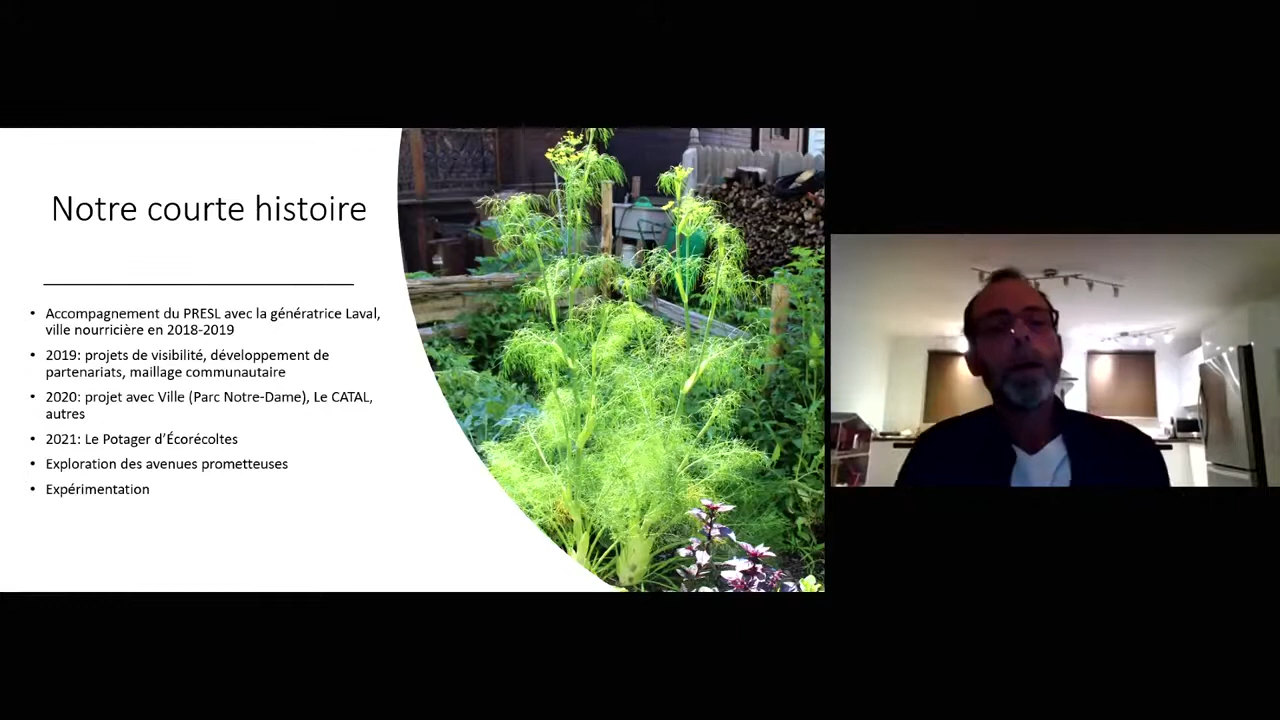 Notre courte histoire
• Accompagnement du PRESL avec la génératrice Laval,
ville nourricière en 2018-2019
• 2019: projets de visibilité, développement de
partenariats, maillage communautaire
• 2020: projet avec Ville (Parc Notre-Dame), Le CATAL,
autres
• 2021: Le Potager d'Écorécoltes
• Exploration des avenues prometteuses
• Expérimentation